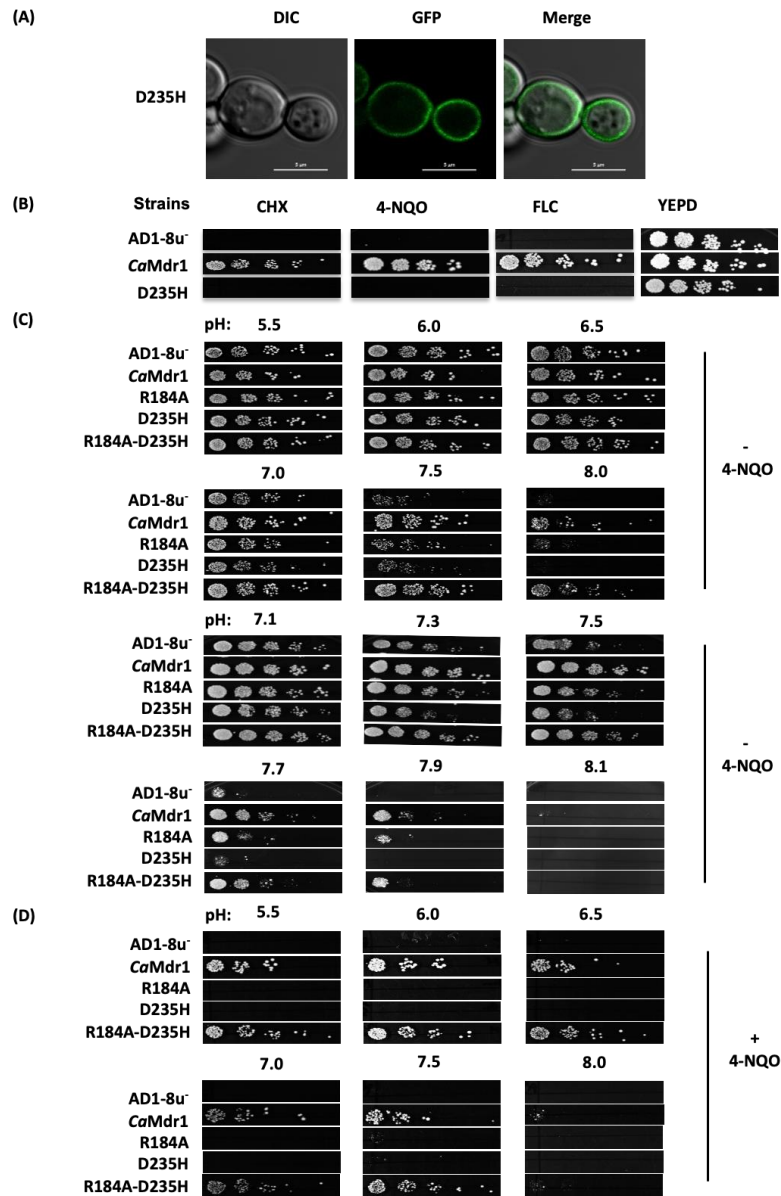 (A)
DIC GFP Merge
D235H
5 µm 5 µm 5 µm
(B)
Strains CHX 4-NQO FLC YEPD
AD1-8u-
CaMdr1
D235H
(C)
pH: 5.5 6.0 6.5
AD1-8u-
CaMdr1
R184A
D235H
R184A-D235H
-
4-NQO
7.0 7.5 8.0
AD1-8u-
CaMdr1
R184A
D235H
R184A-D235H
pH: 7.1 7.3 7.5
AD1-8u-
CaMdr1
R184A
D235H
R184A-D235H
-
4-NQO
7.7 7.9 8.1
AD1-8u-
CaMdr1
R184A
D235H
R184A-D235H
(D)
pH: 5.5 6.0 6.5
AD1-8u-
CaMdr1
R184A
D235H
R184A-D235H
+
4-NQO
7.0 7.5 8.0
AD1-8u-
CaMdr1
R184A
D235H
R184A-D235H